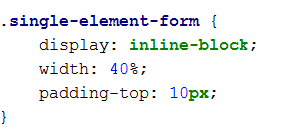 .single-element-form {
    display: inline-block;
    width: 40%;
    padding-top: 10px;
}